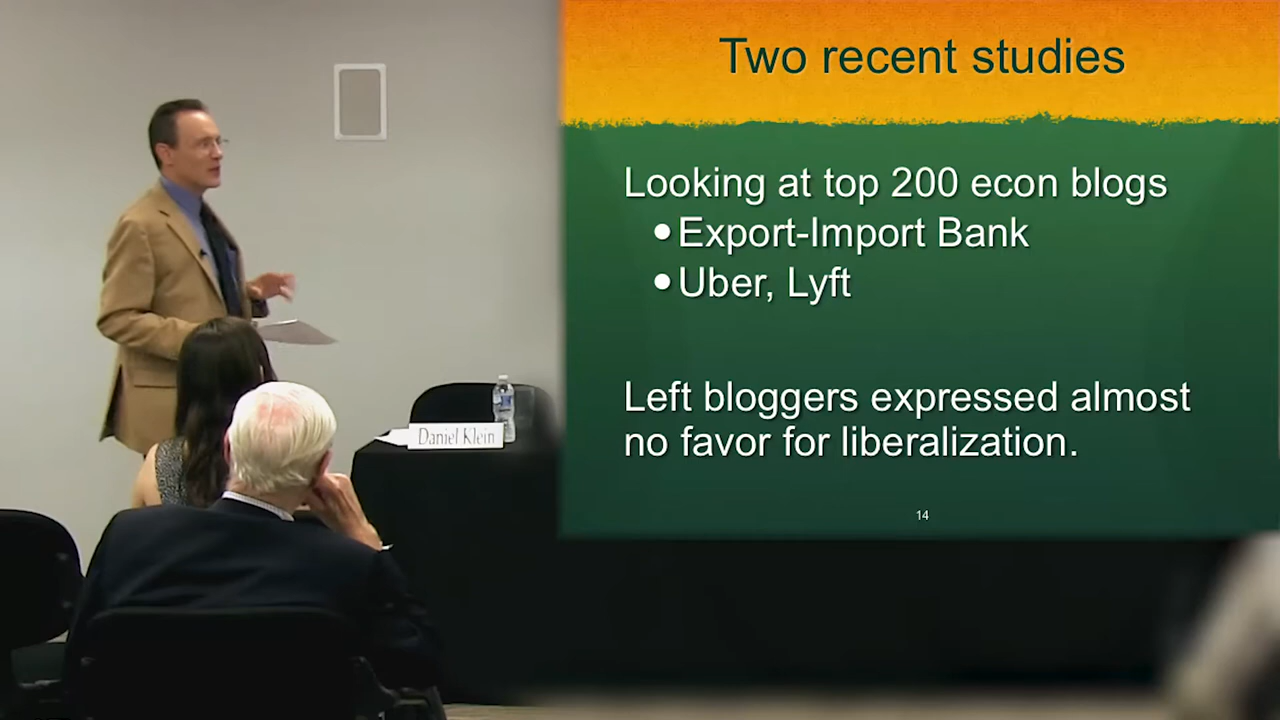 Two recent studies
Looking at top 200 econ blogs
•Export-Import Bank
•Uber, Lyft
Left bloggers expressed almost
no favor for liberalization.
14
Daniel Klein